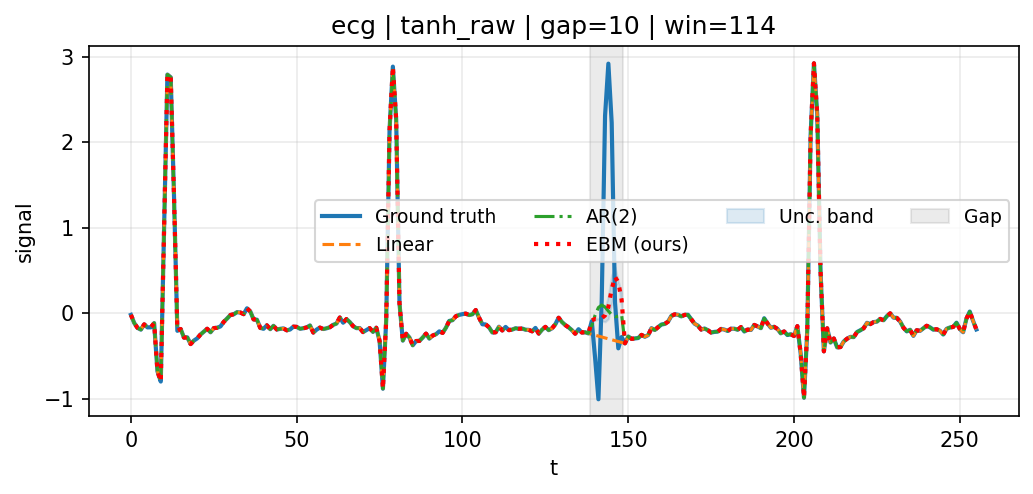 ecg | tanh_raw | gap=10 | win=114
3
2
1
0
−1
signal
Ground truth
Linear
AR(2)
EBM (ours)
Unc. band
Gap
0 50 100 150 200 250
t